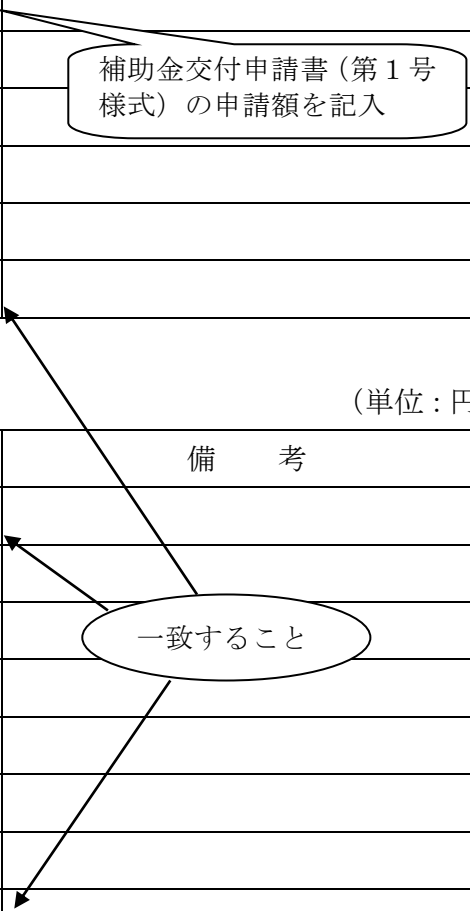 補助金交付申請書（第１号
様式）の申請額を記入
（単位：円
備　　考
一致すること